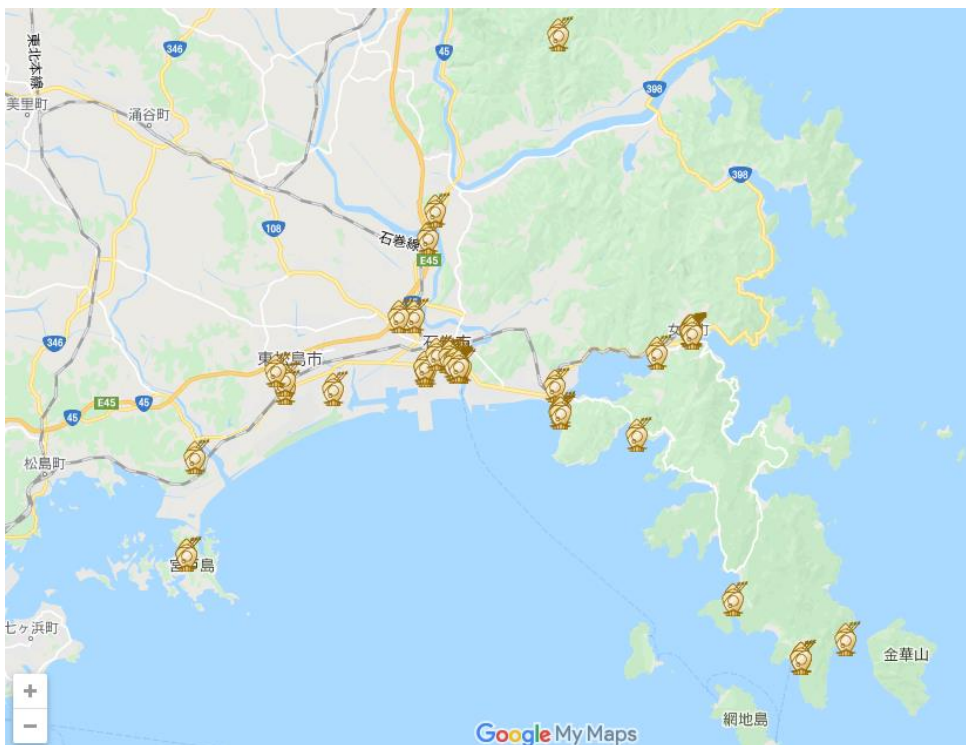 東北本線
346
45
美里町
涌谷町
398
398
108
石巻線
E45
女川町
346
石巻市
東松島市
E45
45
45
松島町
宮戸島
七ヶ浜町
金華山
網地島
+
−
Google My Maps